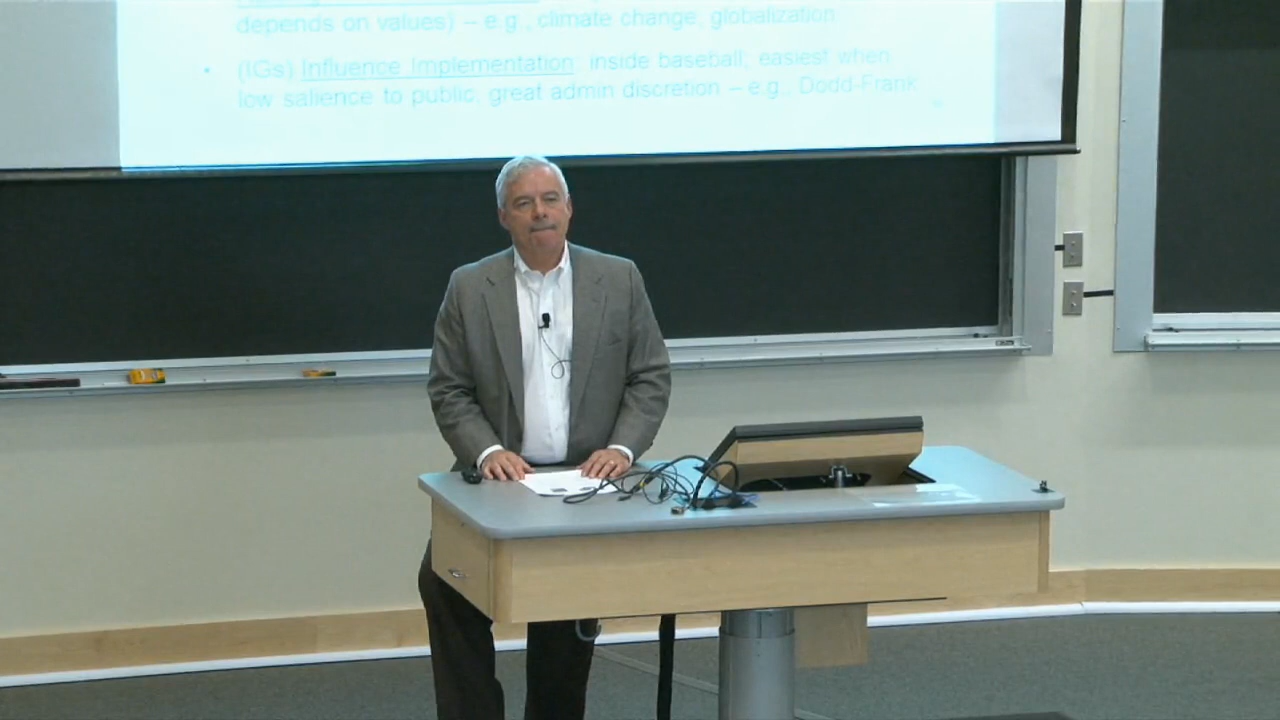 depends on values) – e.g., climate change, globalization
• (IGs) Influence Implementation: inside baseball; easiest when
low salience to public, great admin discretion – e.g., Dodd-Frank